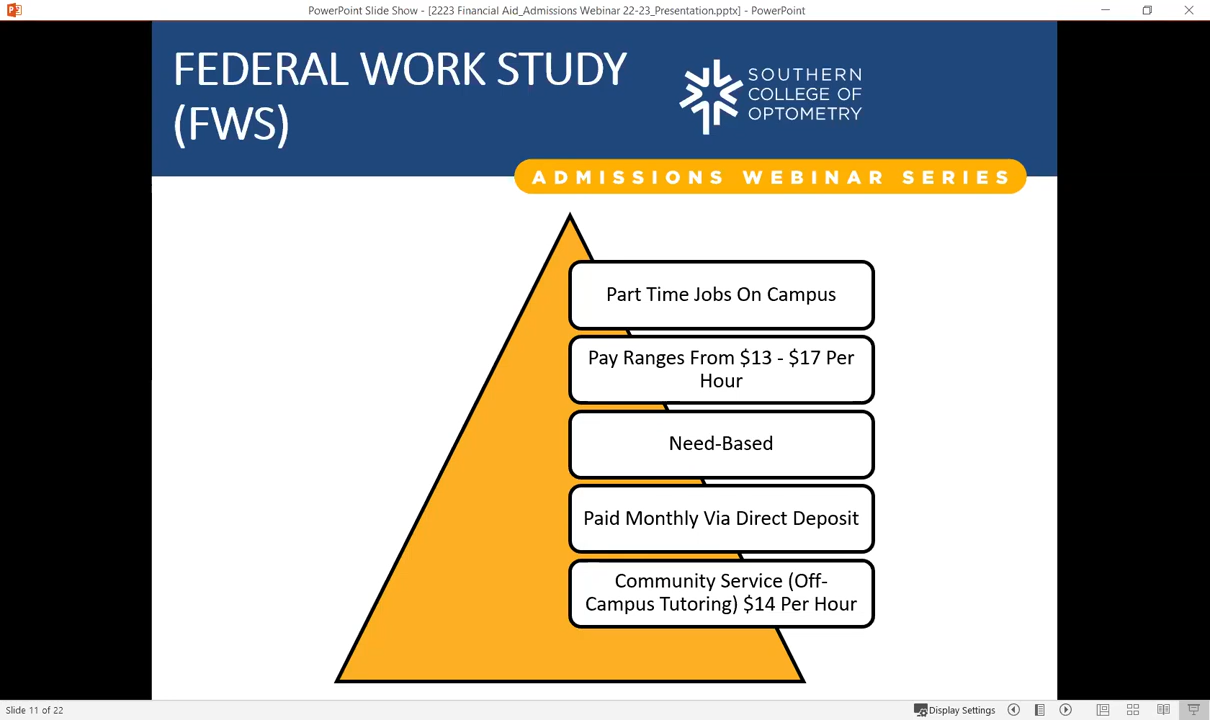 PowerPoint Slide Show - [2223 Financial Aid_Admissions Webinar 22-23_Presentation.pptx] - PowerPoint
FEDERAL WORK STUDY
(FWS)
SOUTHERN
COLLEGE OF
OPTOMETRY
ADMISSIONS WEBINAR SERIES
Part Time Jobs On Campus
Pay Ranges From $13 - $17 Per
Hour
Need-Based
Paid Monthly Via Direct Deposit
Community Service (Off-
Campus Tutoring) $14 Per Hour
Slide 11 of 22
Display Settings